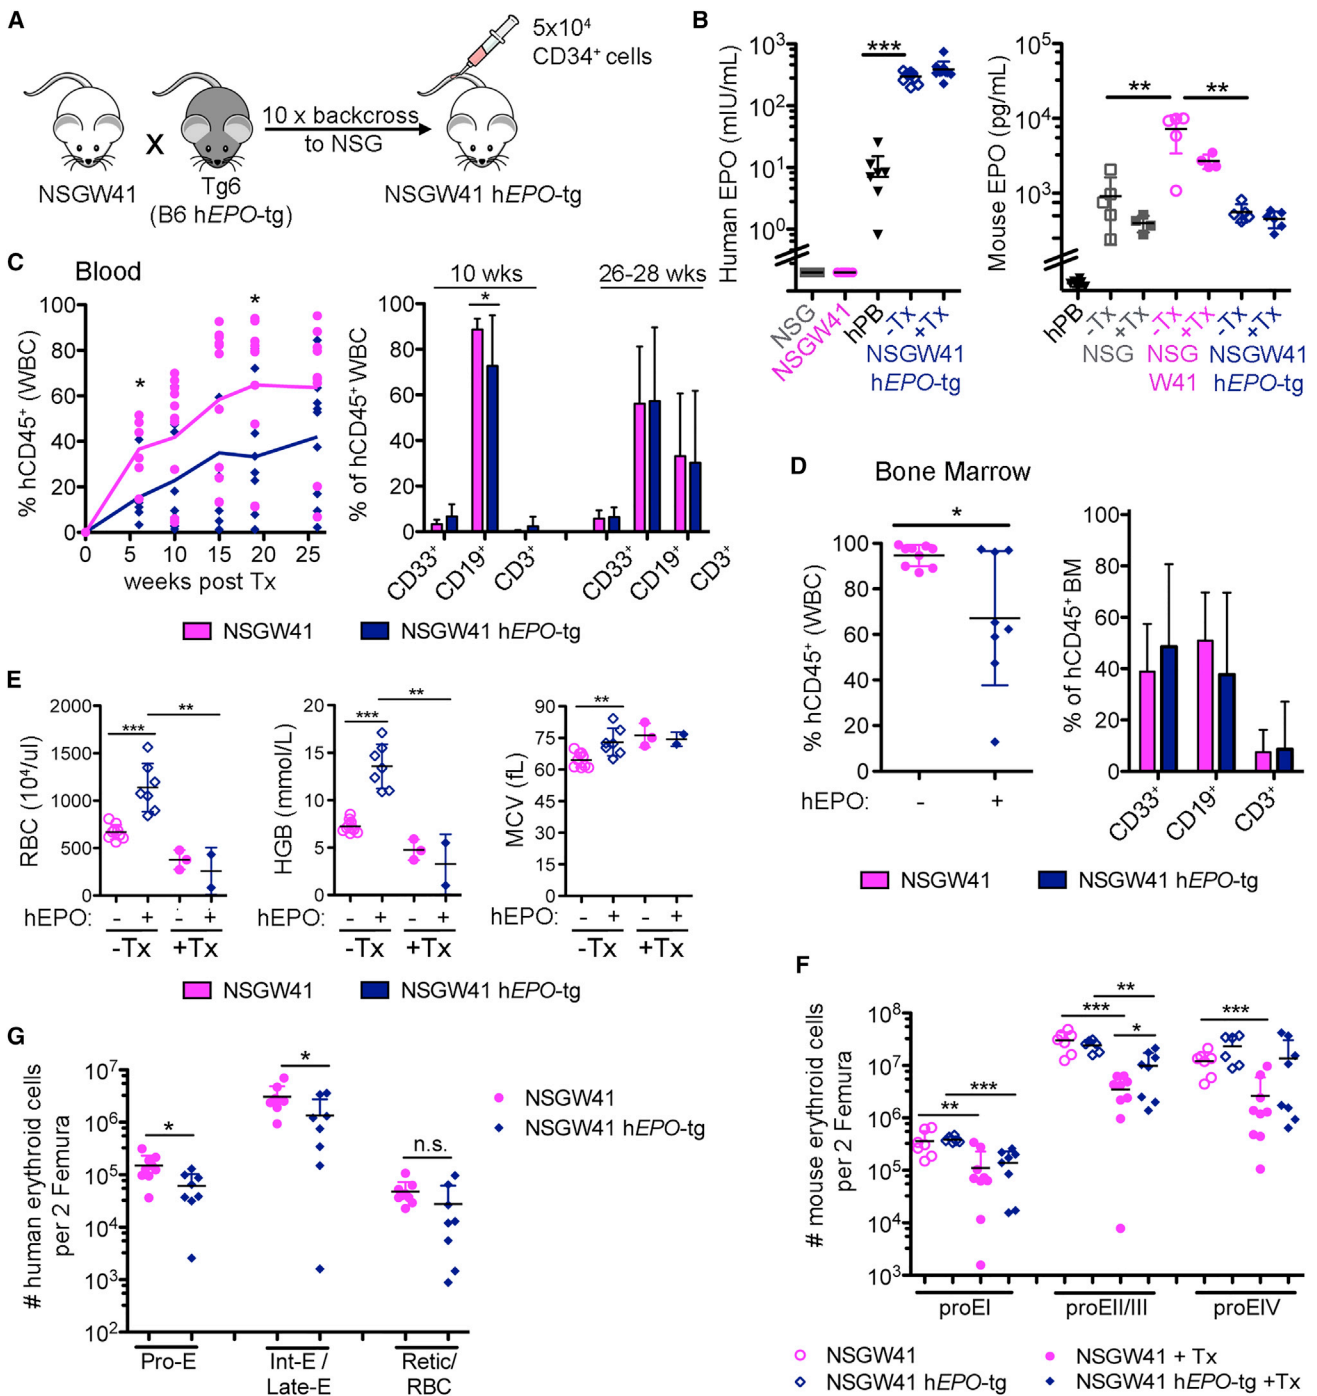 A
5x10⁴
CD34⁺ cells
X
10 x backcross
to NSG
NSGW41
Tg6
(B6 hEPO-tg)
NSGW41 hEPO-tg
B
Human EPO (mIU/mL)
10³
10²
10¹
10⁰
***
NSG
NSGW41
hPB
-Tx
+Tx
NSGW41
hEPO-tg
Mouse EPO (pg/mL)
10⁵
10⁴
10³
**
**
hPB
-Tx
+Tx
NSG
-Tx
+Tx
NSG
W41
-Tx
+Tx
NSGW41
hEPO-tg
C
Blood
% hCD45⁺ (WBC)
100
80
60
40
20
0
*
*
0
5
10
15
20
25
weeks post Tx
% of hCD45⁺ WBC
100
80
60
40
20
0
10 wks
26-28 wks
*
CD33⁺
CD19⁺
CD3⁺
CD33⁺
CD19⁺
CD3⁺
NSGW41
NSGW41 hEPO-tg
D
Bone Marrow
% hCD45⁺ (WBC)
100
80
60
40
20
0
*
hEPO:
-
+
% of hCD45⁺ BM
100
80
60
40
20
0
CD33⁺
CD19⁺
CD3⁺
NSGW41
NSGW41 hEPO-tg
E
RBC (10⁴/ul)
2000
1500
1000
500
0
***
**
hEPO:
- + - +
-Tx +Tx
HGB (mmol/L)
20
15
10
5
0
***
**
hEPO:
- + - +
-Tx +Tx
MCV (fL)
90
75
60
45
30
15
0
**
hEPO:
- + - +
-Tx +Tx
NSGW41
NSGW41 hEPO-tg
F
# mouse erythroid cells
per 2 Femura
10⁸
10⁷
10⁶
10⁵
10⁴
10³
**
***
***
**
*
***
proEI
proEII/III
proEIV
NSGW41
NSGW41 hEPO-tg
NSGW41 + Tx
NSGW41 hEPO-tg +Tx
G
# human erythroid cells
per 2 Femura
10⁷
10⁶
10⁵
10⁴
10³
10²
*
*
n.s.
Pro-E
Int-E /
Late-E
Retic/
RBC
NSGW41
NSGW41 hEPO-tg